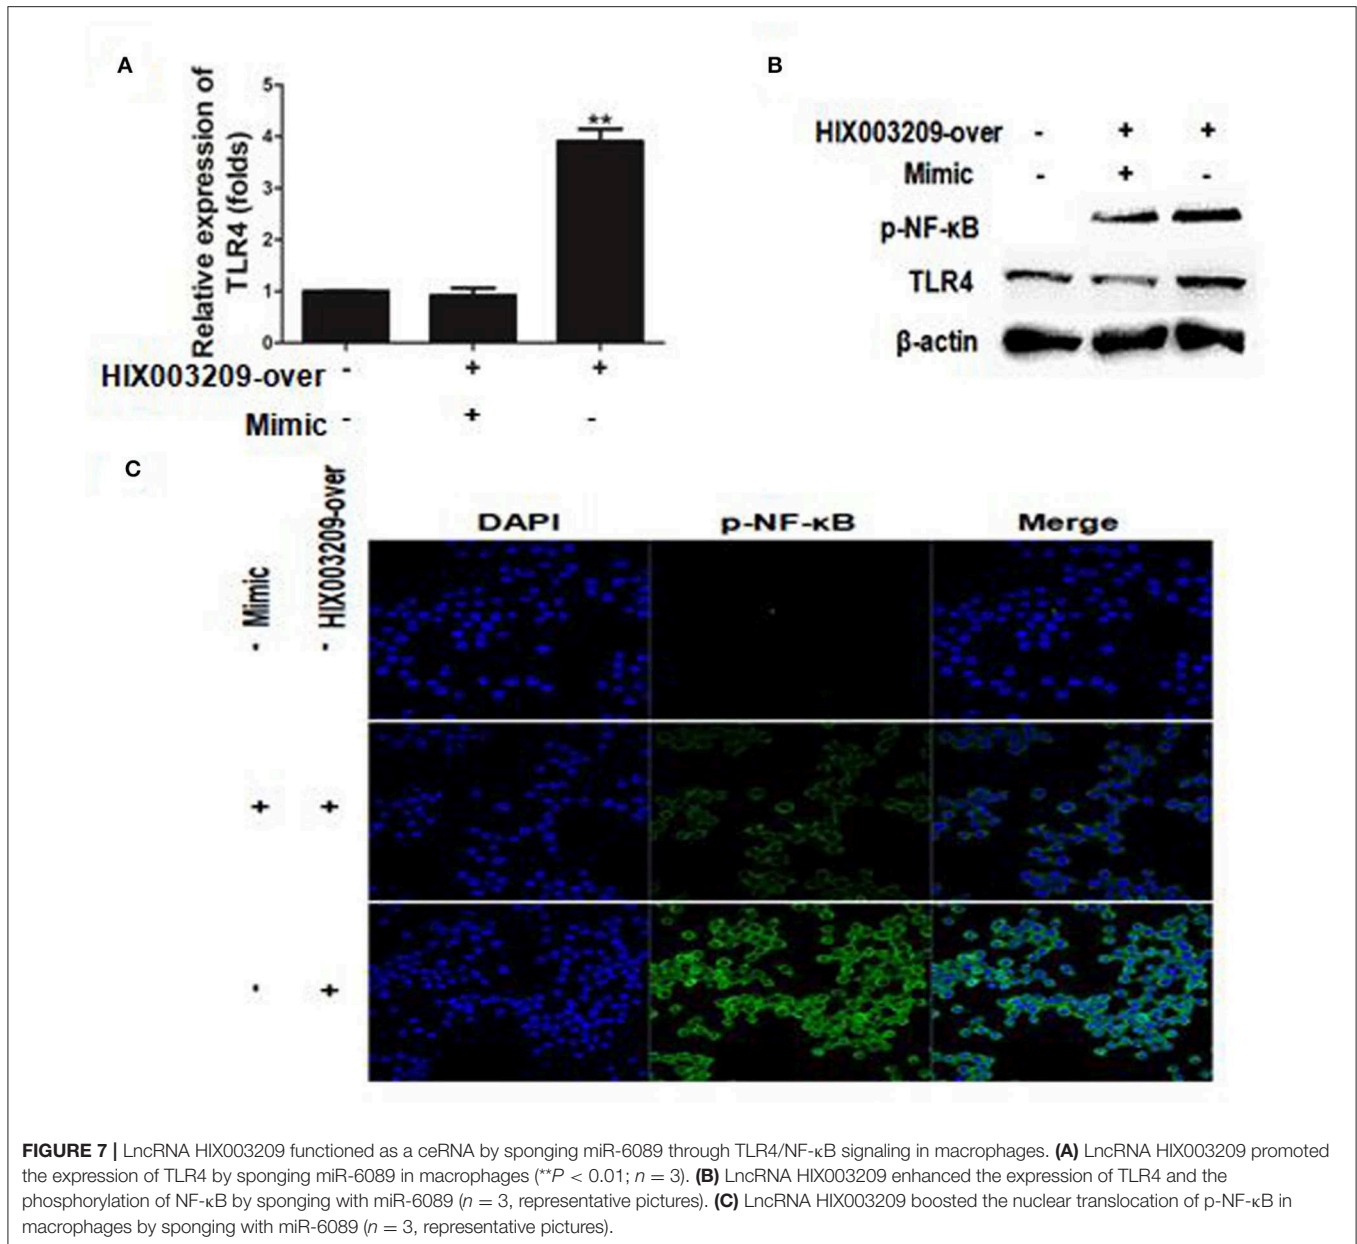 A
Relative expression of
TLR4 (folds)
5
4
3
2
1
0
**
HIX003209-over - + +
Mimic - + -
B
HIX003209-over - + +
Mimic - + -
p-NF-κB
TLR4
β-actin
C
Mimic HIX003209-over
DAPI p-NF-κB Merge
- -
+ +
- +
FIGURE 7 | LncRNA HIX003209 functioned as a ceRNA by sponging miR-6089 through TLR4/NF-κB signaling in macrophages. (A) LncRNA HIX003209 promoted
the expression of TLR4 by sponging miR-6089 in macrophages (**P < 0.01; n = 3). (B) LncRNA HIX003209 enhanced the expression of TLR4 and the
phosphorylation of NF-κB by sponging with miR-6089 (n = 3, representative pictures). (C) LncRNA HIX003209 boosted the nuclear translocation of p-NF-κB in
macrophages by sponging with miR-6089 (n = 3, representative pictures).